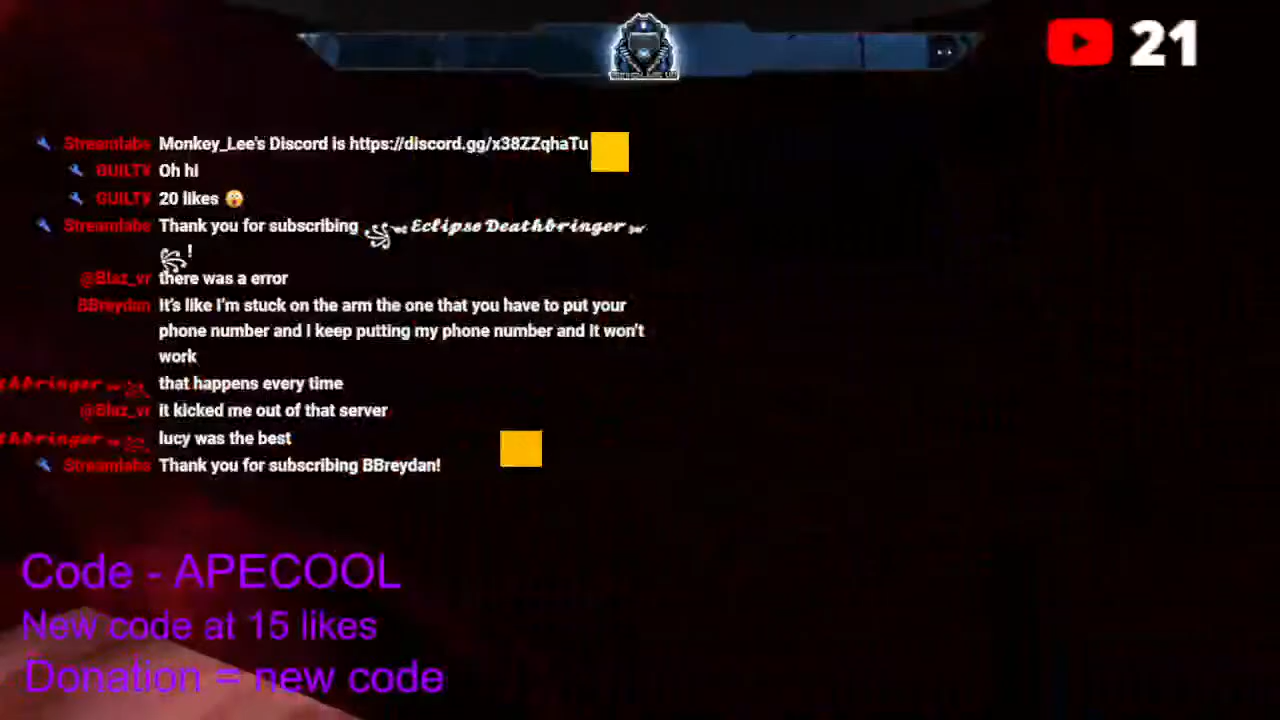 21
Streamlabs Monkey_Lee's Discord is https://discord.gg/x38ZZqhaTu
GUILTY Oh hi
GUILTY 20 likes 😱
Streamlabs Thank you for subscribing ꧁༺ 𝓔𝓬𝓵𝓲𝓹𝓼𝓮 𝓓𝓮𝓪𝓽𝓱𝓫𝓻𝓲𝓷𝓰𝓮𝓻 ༻
꧂!
@Blaz_vr there was a error
BBreydan It's like I'm stuck on the arm the one that you have to put your
phone number and I keep putting my phone number and it won't
work
𝓽𝓱𝓫𝓻𝓲𝓷𝓰𝓮𝓻 ༻꧂ that happens every time
@Blaz_vr it kicked me out of that server
𝓽𝓱𝓫𝓻𝓲𝓷𝓰𝓮𝓻 ༻꧂ lucy was the best
Streamlabs Thank you for subscribing BBreydan!
Code - APECOOL
New code at 15 likes
Donation = new code